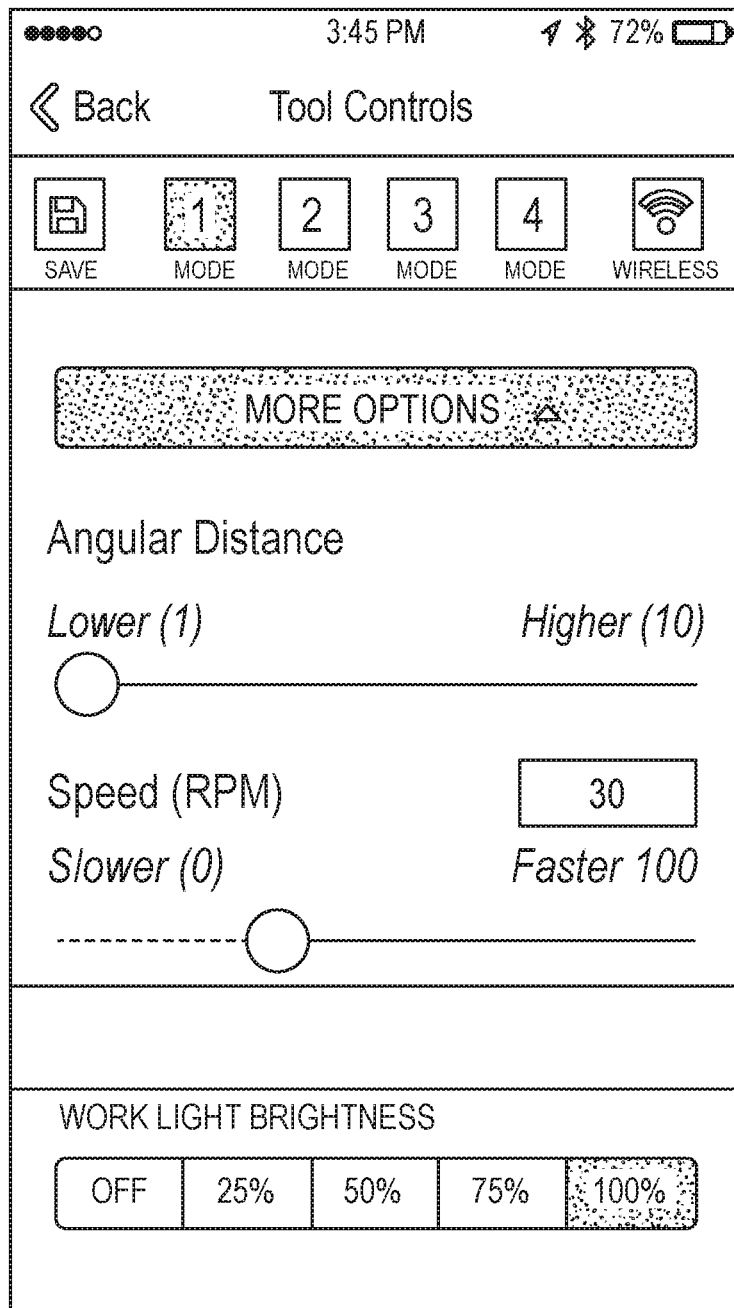 3:45 PM 72%
Back Tool Controls
1 2 3 4
SAVE MODE MODE MODE MODE WIRELESS
MORE OPTIONS
Angular Distance
Lower (1) Higher (10)
Speed (RPM) 30
Slower (0) Faster 100
WORK LIGHT BRIGHTNESS
OFF 25% 50% 75% 100%